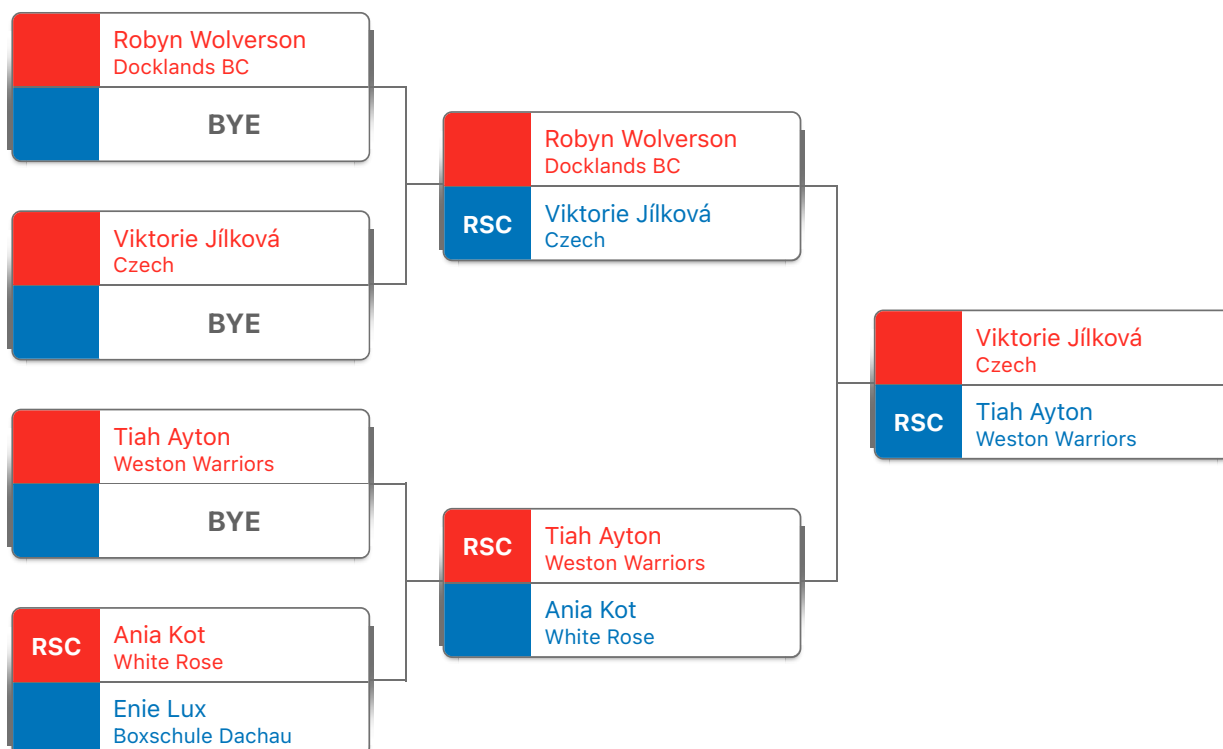 Robyn Wolverson
Docklands BC
BYE
Viktorie Jílková
Czech
BYE
Tiah Ayton
Weston Warriors
BYE
RSC
Ania Kot
White Rose
Enie Lux
Boxschule Dachau
Robyn Wolverson
Docklands BC
RSC
Viktorie Jílková
Czech
RSC
Tiah Ayton
Weston Warriors
Ania Kot
White Rose
Viktorie Jílková
Czech
RSC
Tiah Ayton
Weston Warriors